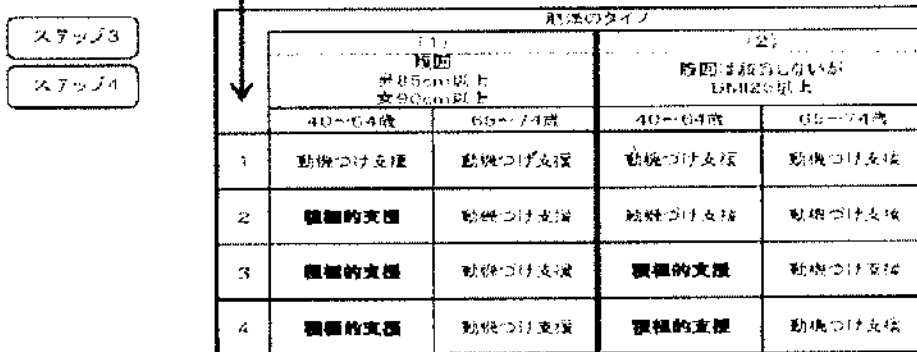 ステップ3
ステップ4
肥満のタイプ
(1)
腹囲
男85cm以上
女90cm以上
(2)
腹囲は該当しないが
BMI25以上
40~64歳 65~74歳 40~64歳 65~74歳
1 動機づけ支援 動機づけ支援 動機づけ支援 動機づけ支援
2 積極的支援 動機づけ支援 動機づけ支援 動機づけ支援
3 積極的支援 動機づけ支援 積極的支援 動機づけ支援
4 積極的支援 動機づけ支援 積極的支援 動機づけ支援